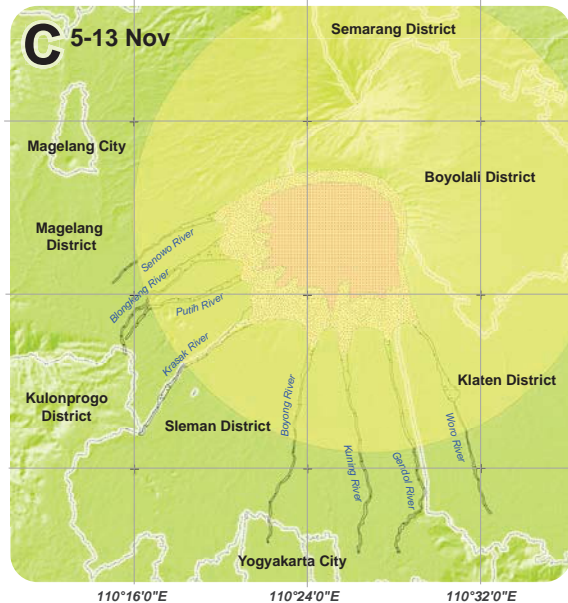 C 5-13 Nov
Semarang District
Magelang City
Boyolali District
Magelang
District
Senowo River
Blongkeng River
Putih River
Krasak River
Kulonprogo
District
Sleman District
Klaten District
Boyong River
Kuning River
Gendol River
Woro River
Yogyakarta City
110°16'0"E
110°24'0"E
110°32'0"E